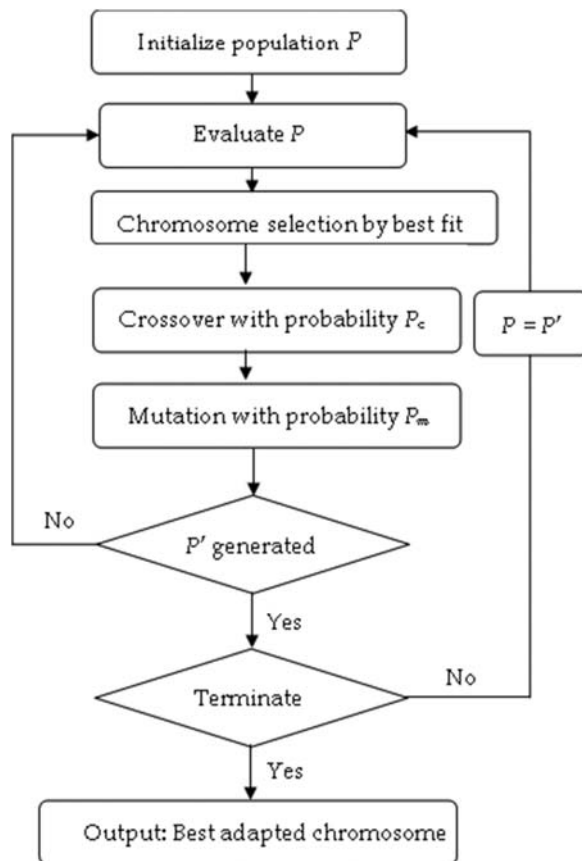 Initialize population P
Evaluate P
Chromosome selection by best fit
Crossover with probability Pc
P = P′
Mutation with probability Pm
No
P′ generated
Yes
No
Terminate
Yes
Output: Best adapted chromosome